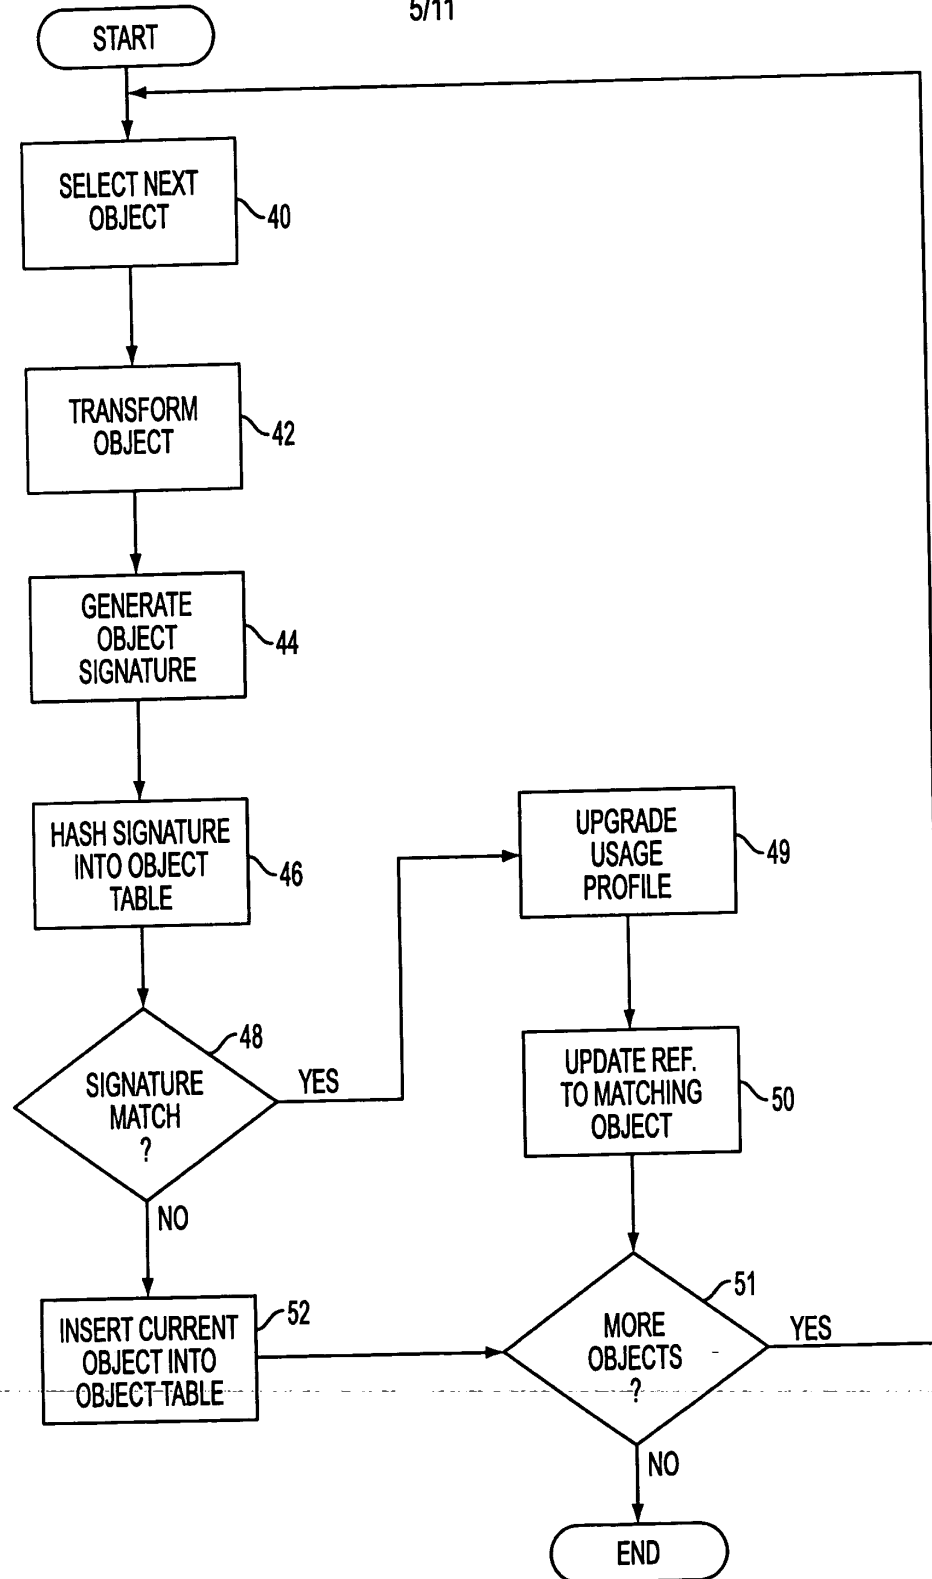 5/11
START
SELECT NEXT
OBJECT
40
TRANSFORM
OBJECT
42
GENERATE
OBJECT
SIGNATURE
44
HASH SIGNATURE
INTO OBJECT
TABLE
46
SIGNATURE
MATCH
?
48
YES
NO
UPGRADE
USAGE
PROFILE
49
UPDATE REF.
TO MATCHING
OBJECT
50
INSERT CURRENT
OBJECT INTO
OBJECT TABLE
52
MORE
OBJECTS
?
51
YES
NO
END